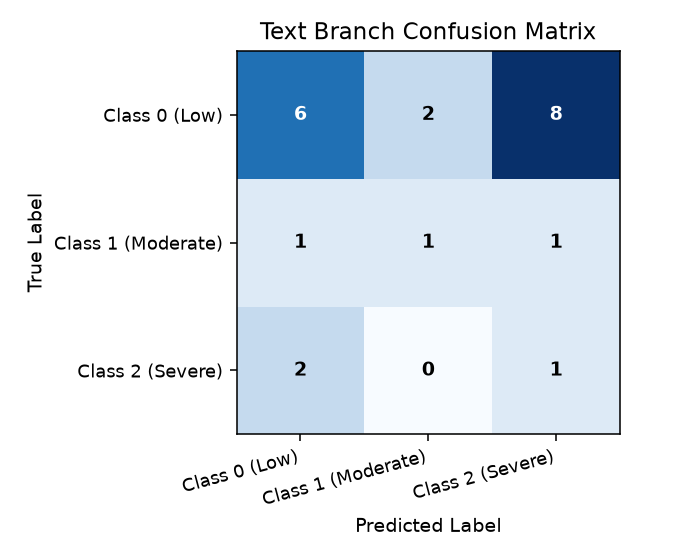 Text Branch Confusion Matrix
Class 0 (Low)
6 2 8
True Label
Class 1 (Moderate)
1 1 1
Class 2 (Severe)
2 0 1
Class 0 (Low)
Class 1 (Moderate)
Class 2 (Severe)
Predicted Label